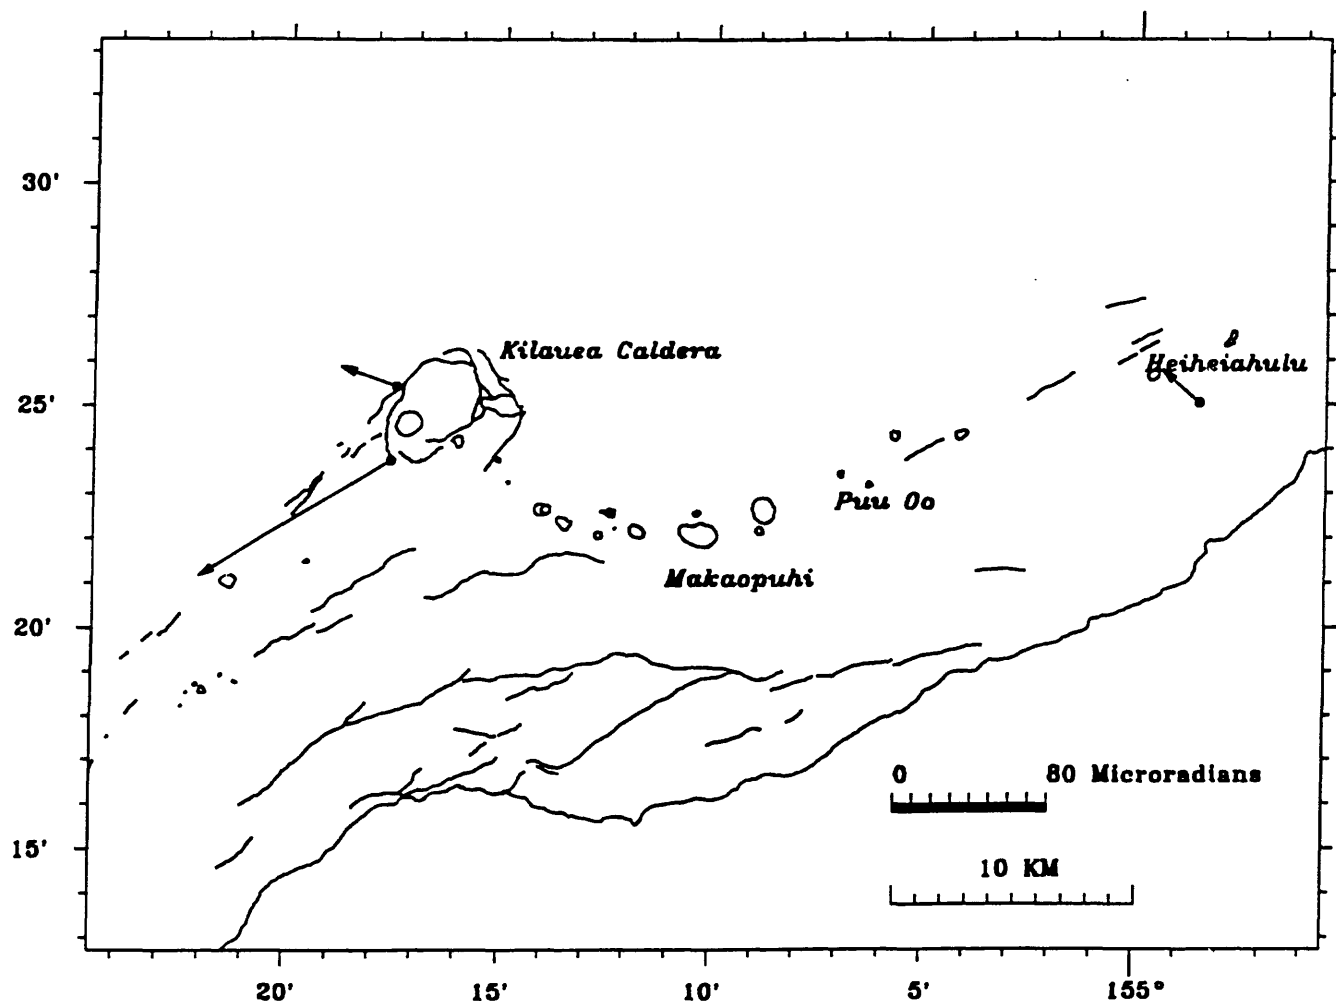 30'
Kilauea Caldera
Heiheiahulu
25'
Puu Oo
Makaopuhi
20'
0 80 Microradians
15'
10 KM
20' 15' 10' 5' 155°